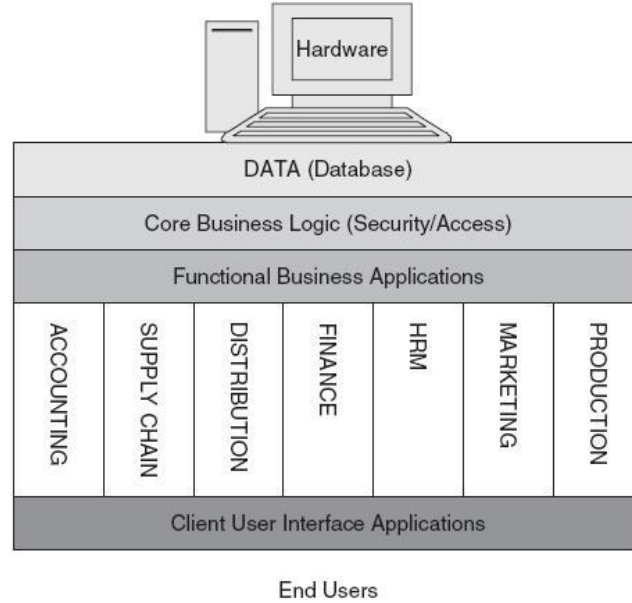 Hardware
DATA (Database)
Core Business Logic (Security/Access)
Functional Business Applications
ACCOUNTING
SUPPLY CHAIN
DISTRIBUTION
FINANCE
HRM
MARKETING
PRODUCTION
Client User Interface Applications
End Users